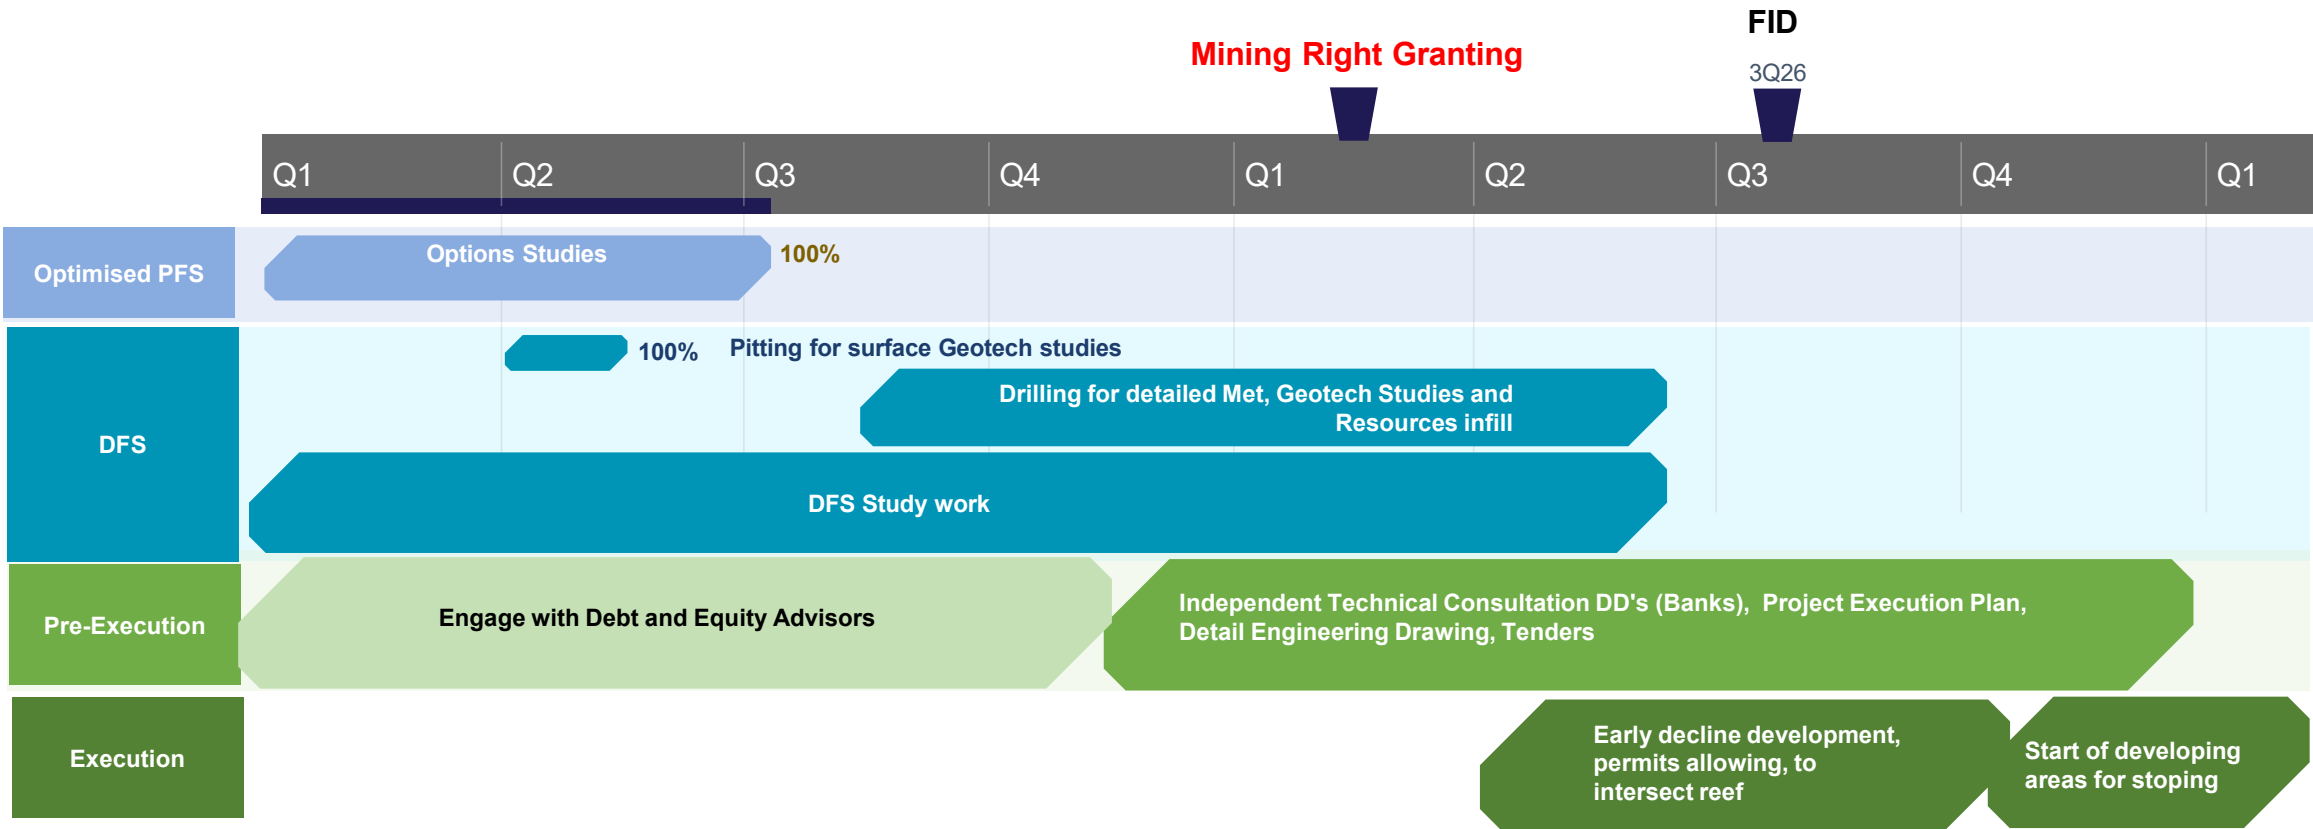 FID
Mining Right Granting
3Q26
Q1
Q2
Q3
Q4
Q1
Q2
Q3
Q4
Q1
Optimised PFS
Options Studies
100%
DFS
100%
Pitting for surface Geotech studies
Drilling for detailed Met, Geotech Studies and
Resources infill
DFS Study work
Pre-Execution
Engage with Debt and Equity Advisors
Independent Technical Consultation DD's (Banks), Project Execution Plan,
Detail Engineering Drawing, Tenders
Execution
Early decline development,
permits allowing, to
intersect reef
Start of developing
areas for stoping